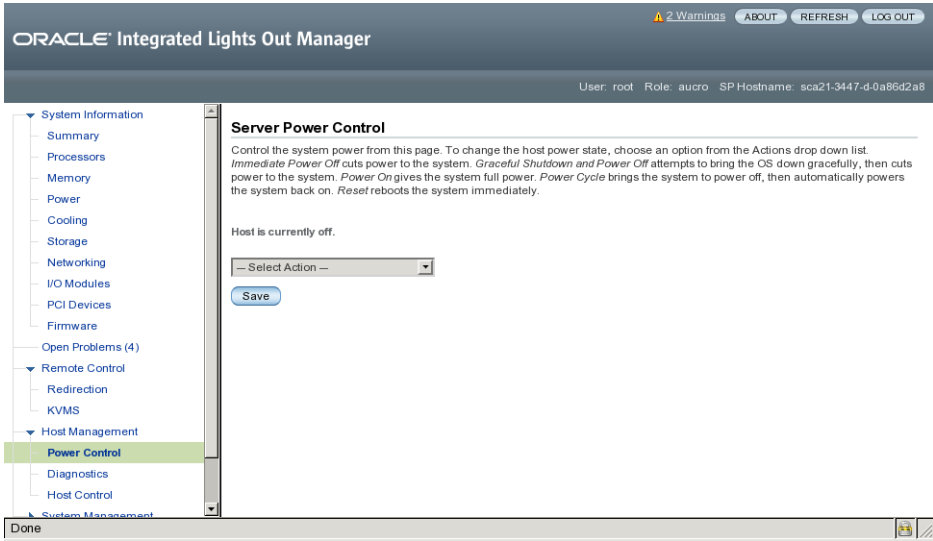 2 Warnings ABOUT REFRESH LOG OUT
ORACLE® Integrated Lights Out Manager
User: root Role: aucro SP Hostname: sca21-3447-d-0a86d2a8
System Information
Summary
Processors
Memory
Power
Cooling
Storage
Networking
I/O Modules
PCI Devices
Firmware
Open Problems (4)
Remote Control
Redirection
KVMS
Host Management
Power Control
Diagnostics
Host Control
System Management
Server Power Control
Control the system power from this page. To change the host power state, choose an option from the Actions drop down list.
Immediate Power Off cuts power to the system. Graceful Shutdown and Power Off attempts to bring the OS down gracefully, then cuts
power to the system. Power On gives the system full power. Power Cycle brings the system to power off, then automatically powers
the system back on. Reset reboots the system immediately.
Host is currently off.
— Select Action —
Save
Done